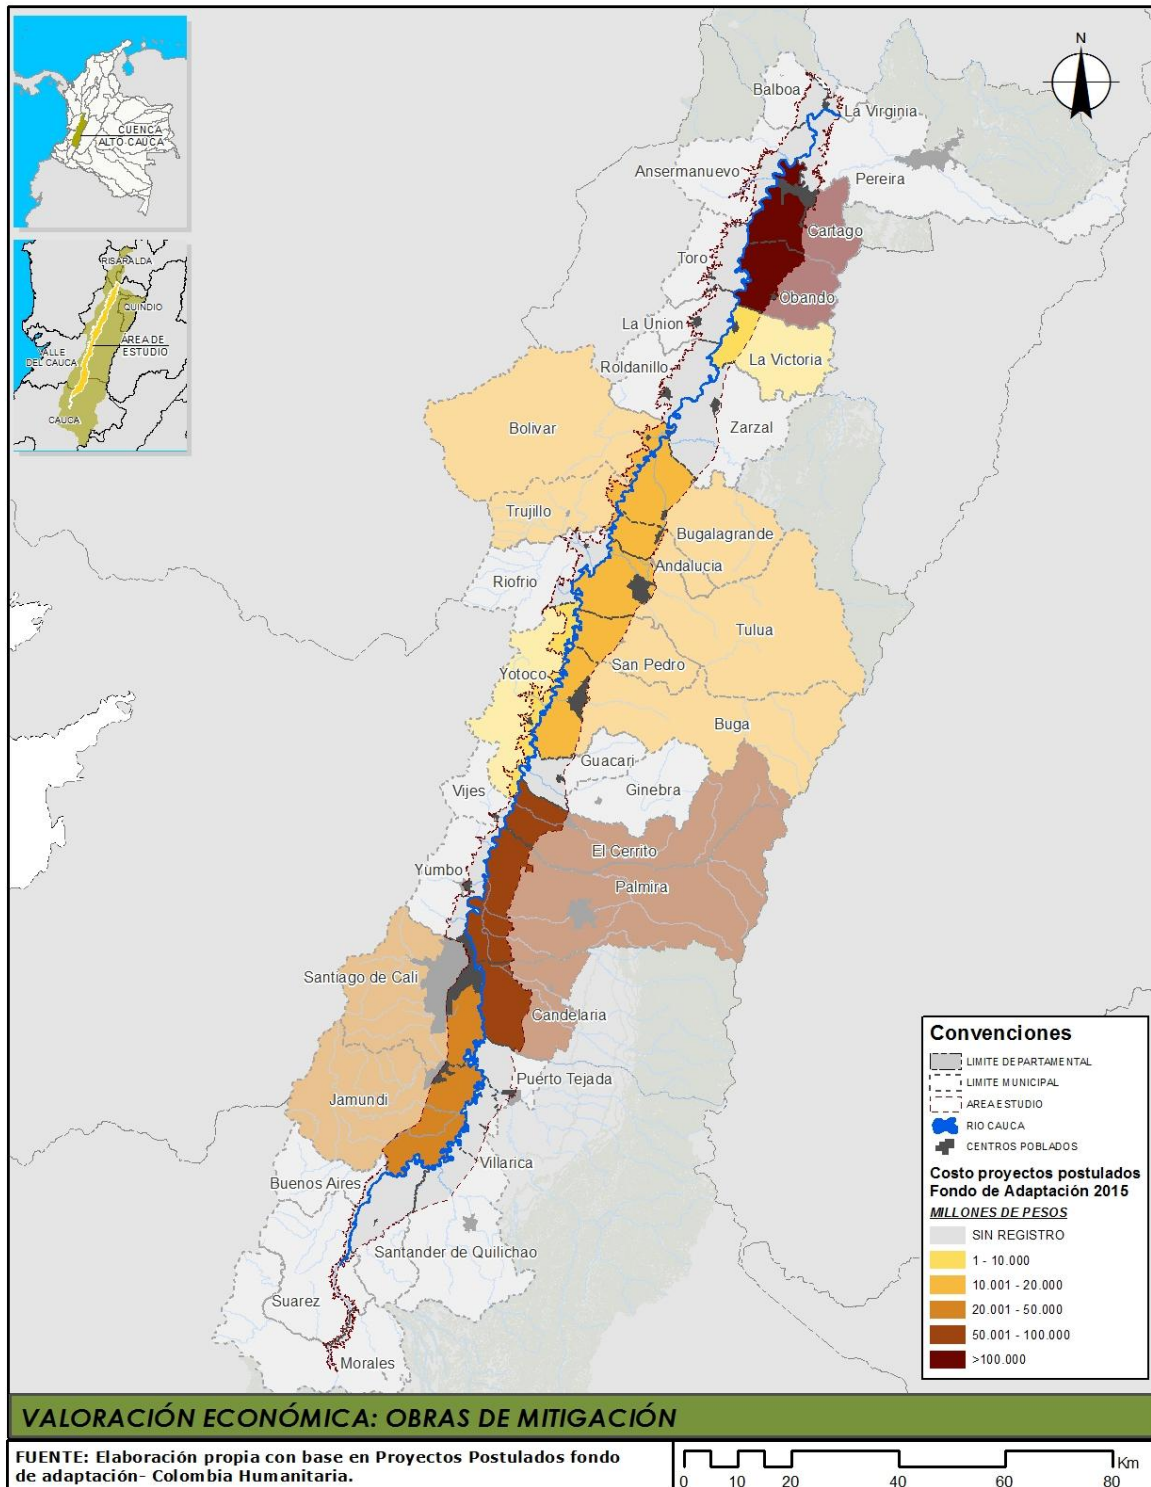 CUENCA
ALTO CAUCA
RISARALDA
QUINDIO
AREA DE
ESTUDIO
VALLE
DEL CAUCA
CAUCA
N
Balboa
La Virginia
Ansermanuevo
Pereira
Cartago
Toro
Obando
La Union
La Victoria
Roldanillo
Zarzal
Bolivar
Trujillo
Bugalagrande
Andalucia
Riofrio
Tulua
San Pedro
Yotoco
Buga
Guacari
Ginebra
Vijes
El Cerrito
Yumbo
Palmira
Santiago de Cali
Candelaria
Puerto Tejada
Jamundi
Villarica
Buenos Aires
Santander de Quilichao
Suarez
Morales
Convenciones
LIMITE DEPARTAMENTAL
LIMITE MUNICIPAL
AREA ESTUDIO
RIO CAUCA
CENTROS POBLADOS
Costo proyectos postulados
Fondo de Adaptación 2015
MILLONES DE PESOS
SIN REGISTRO
1 - 10.000
10.001 - 20.000
20.001 - 50.000
50.001 - 100.000
>100.000
VALORACIÓN ECONÓMICA: OBRAS DE MITIGACIÓN
FUENTE: Elaboración propia con base en Proyectos Postulados fondo
de adaptación- Colombia Humanitaria.
Km
0 10 20 40 60 80